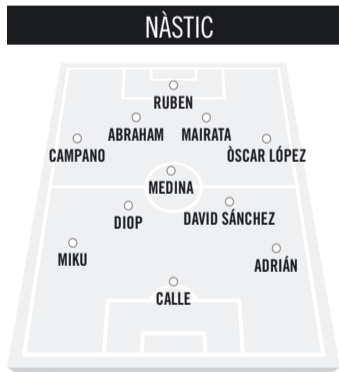 NÀSTIC
RUBEN
ABRAHAM MAIRATA
CAMPANO ÒSCAR LÓPEZ
MEDINA
DIOP DAVID SÁNCHEZ
MIKU ADRIÁN
CALLE